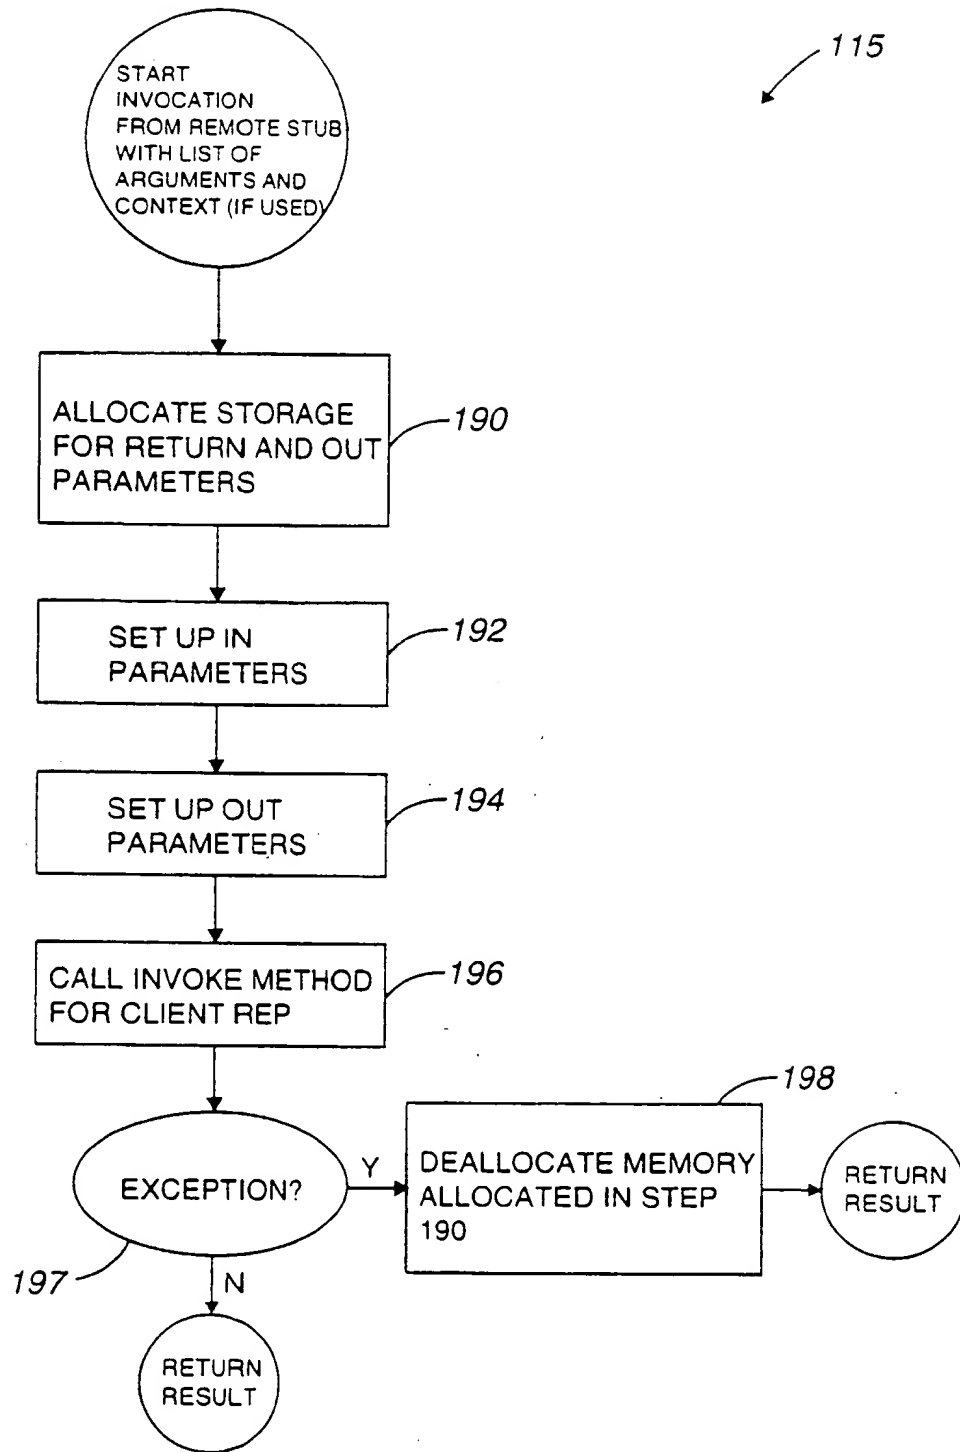 115
START
INVOCATION
FROM REMOTE STUB
WITH LIST OF
ARGUMENTS AND
CONTEXT (IF USED)
ALLOCATE STORAGE
FOR RETURN AND OUT
PARAMETERS
190
SET UP IN
PARAMETERS
192
SET UP OUT
PARAMETERS
194
CALL INVOKE METHOD
FOR CLIENT REP
196
EXCEPTION?
197
Y
N
DEALLOCATE MEMORY
ALLOCATED IN STEP
190
198
RETURN
RESULT
RETURN
RESULT